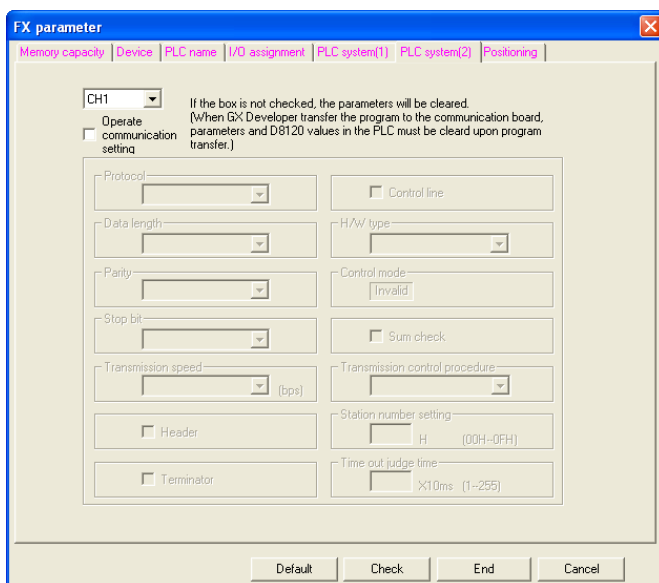 FX parameter
Memory capacity Device PLC name I/O assignment PLC system(1) PLC system(2) Positioning
CH1
If the box is not checked, the parameters will be cleared.
(When GX Developer transfer the program to the communication board,
parameters and D8120 values in the PLC must be cleard upon program
transfer.)
Operate
communication
setting
Protocol
Control line
Data length
H/W type
Parity
Control mode
Invalid
Stop bit
Sum check
Transmission speed
(bps)
Transmission control procedure
Header
Station number setting
H (00H--0FH)
Terminator
Time out judge time
X10ms (1--255)
Default Check End Cancel